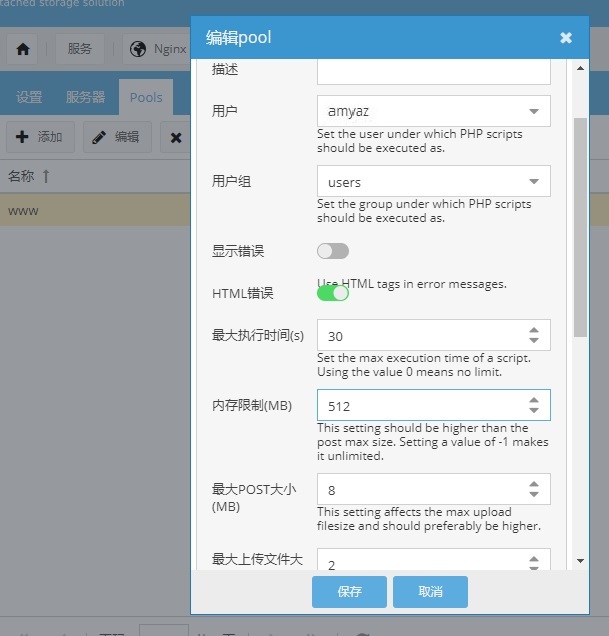 tached storage solution
服务
Nginx
设置
服务器
Pools
添加
编辑
名称
www
编辑pool
描述
用户
amyaz
Set the user under which PHP scripts
should be executed as.
用户组
users
Set the group under which PHP scripts
should be executed as.
显示错误
Use HTML tags in error messages.
HTML错误
最大执行时间(s)
30
Set the max execution time of a script.
Using the value 0 means no limit.
内存限制(MB)
512
This setting should be higher than the
post max size. Setting a value of -1 makes
it unlimited.
最大POST大小
(MB)
8
This setting affects the max upload
filesize and should preferably be higher.
最大上传文件大
2
保存
取消